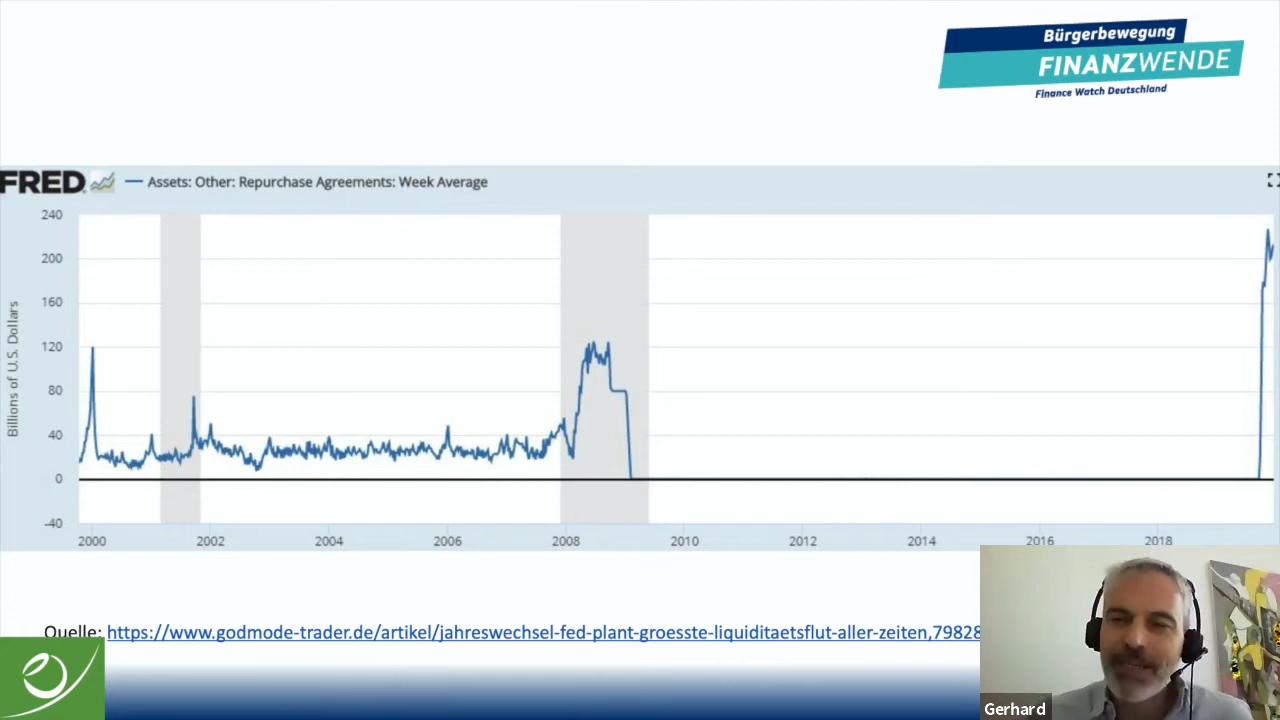 Bürgerbewegung
FINANZWENDE
Finance Watch Deutschland
FRED
Assets: Other: Repurchase Agreements: Week Average
240
200
160
120
80
40
0
-40
Billions of U.S. Dollars
2000 2002 2004 2006 2008 2010 2012 2014 2016 2018
Quelle: https://www.godmode-trader.de/artikel/jahreswechsel-fed-plant-groesste-liquiditaetsflut-aller-zeiten,79828
Gerhard